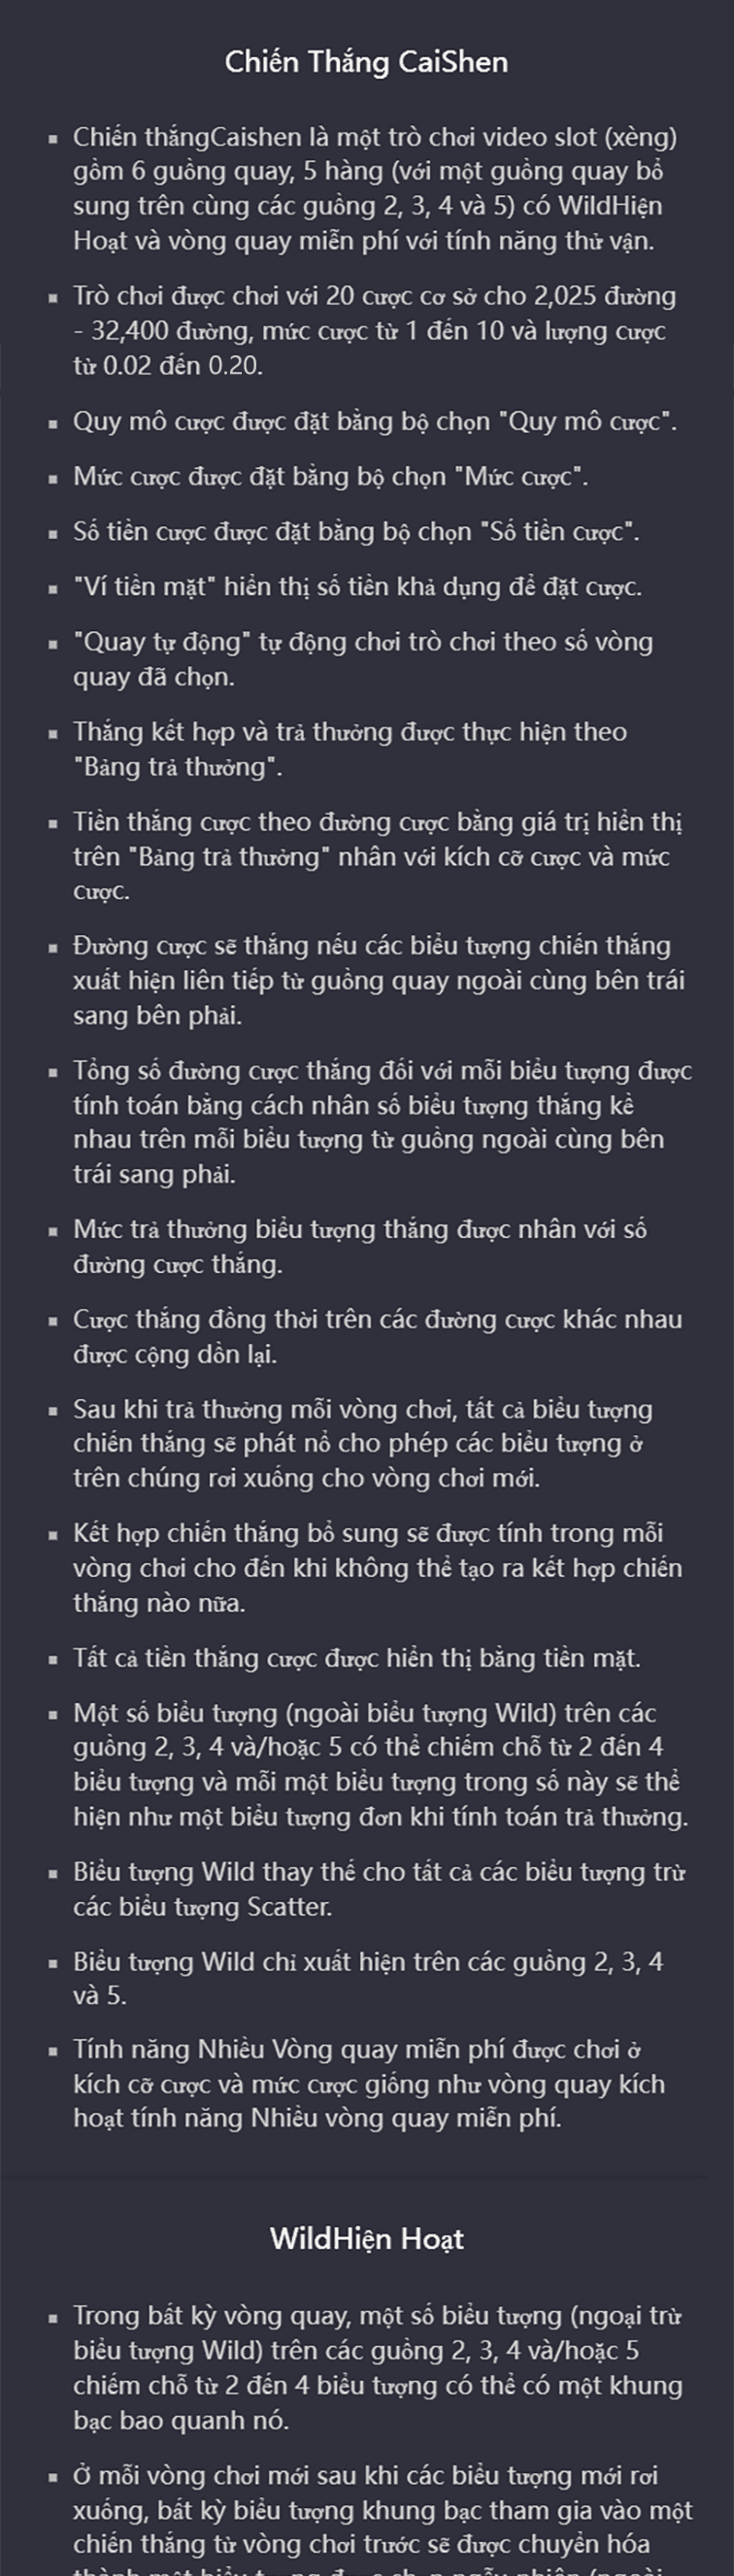 Chiến Thắng CaiShen
Chiến thắngCaishen là một trò chơi video slot (xèng)
gồm 6 guồng quay, 5 hàng (với một guồng quay bổ
sung trên cùng các guồng 2, 3, 4 và 5) có WildHiện
Hoạt và vòng quay miễn phí với tính năng thử vận.
Trò chơi được chơi với 20 cược cơ sở cho 2,025 đường
- 32,400 đường, mức cược từ 1 đến 10 và lượng cược
từ 0.02 đến 0.20.
Quy mô cược được đặt bằng bộ chọn "Quy mô cược".
Mức cược được đặt bằng bộ chọn "Mức cược".
Số tiền cược được đặt bằng bộ chọn "Số tiền cược".
"Ví tiền mặt" hiển thị số tiền khả dụng để đặt cược.
"Quay tự động" tự động chơi trò chơi theo số vòng
quay đã chọn.
Thắng kết hợp và trả thưởng được thực hiện theo
"Bảng trả thưởng".
Tiền thắng cược theo đường cược bằng giá trị hiển thị
trên "Bảng trả thưởng" nhân với kích cỡ cược và mức
cược.
Đường cược sẽ thắng nếu các biểu tượng chiến thắng
xuất hiện liên tiếp từ guồng quay ngoài cùng bên trái
sang bên phải.
Tổng số đường cược thắng đối với mỗi biểu tượng được
tính toán bằng cách nhân số biểu tượng thắng kề
nhau trên mỗi biểu tượng từ guồng ngoài cùng bên
trái sang phải.
Mức trả thưởng biểu tượng thắng được nhân với số
đường cược thắng.
Cược thắng đồng thời trên các đường cược khác nhau
được cộng dồn lại.
Sau khi trả thưởng mỗi vòng chơi, tất cả biểu tượng
chiến thắng sẽ phát nổ cho phép các biểu tượng ở
trên chúng rơi xuống cho vòng chơi mới.
Kết hợp chiến thắng bổ sung sẽ được tính trong mỗi
vòng chơi cho đến khi không thể tạo ra kết hợp chiến
thắng nào nữa.
Tất cả tiền thắng cược được hiển thị bằng tiền mặt.
Một số biểu tượng (ngoài biểu tượng Wild) trên các
guồng 2, 3, 4 và/hoặc 5 có thể chiếm chỗ từ 2 đến 4
biểu tượng và mỗi một biểu tượng trong số này sẽ thể
hiện như một biểu tượng đơn khi tính toán trả thưởng.
Biểu tượng Wild thay thế cho tất cả các biểu tượng trừ
các biểu tượng Scatter.
Biểu tượng Wild chỉ xuất hiện trên các guồng 2, 3, 4
và 5.
Tính năng Nhiều Vòng quay miễn phí được chơi ở
kích cỡ cược và mức cược giống như vòng quay kích
hoạt tính năng Nhiều vòng quay miễn phí.
WildHiện Hoạt
Trong bất kỳ vòng quay, một số biểu tượng (ngoại trừ
biểu tượng Wild) trên các guồng 2, 3, 4 và/hoặc 5
chiếm chỗ từ 2 đến 4 biểu tượng có thể có một khung
bạc bao quanh nó.
Ở mỗi vòng chơi mới sau khi các biểu tượng mới rơi
xuống, bất kỳ biểu tượng khung bạc tham gia vào một
chiến thắng từ vòng chơi trước sẽ được chuyển hóa